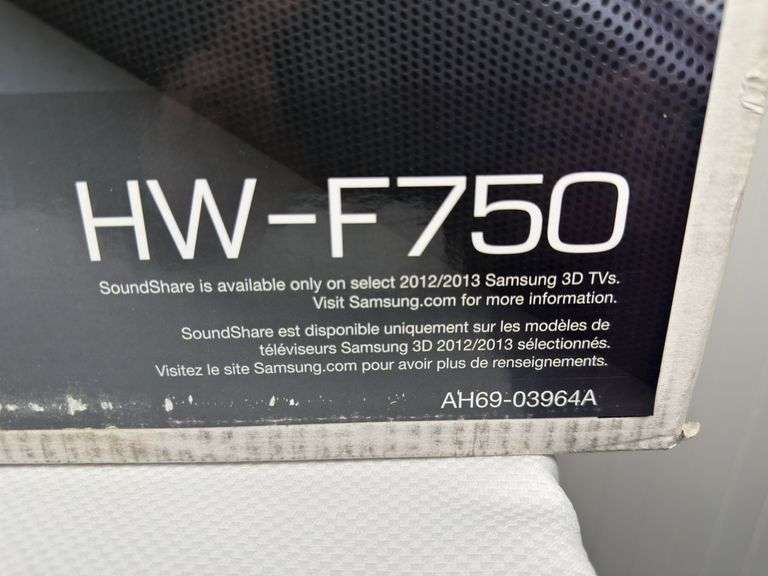 HW-F750
SoundShare is available only on select 2012/2013 Samsung 3D TVs.
Visit Samsung.com for more information.
SoundShare est disponible uniquement sur les modèles de
téléviseurs Samsung 3D 2012/2013 sélectionnés.
Visitez le site Samsung.com pour avoir plus de renseignements.
AH69-03964A